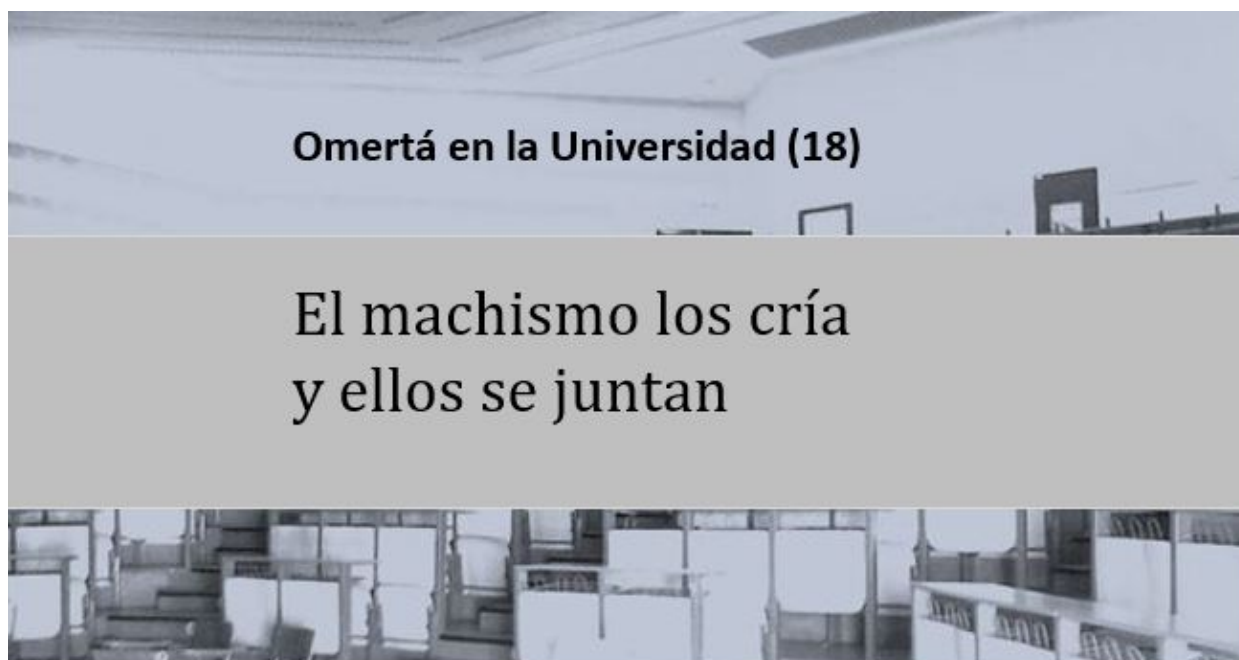 Omertá en la Universidad (18)
El machismo los cría
y ellos se juntan